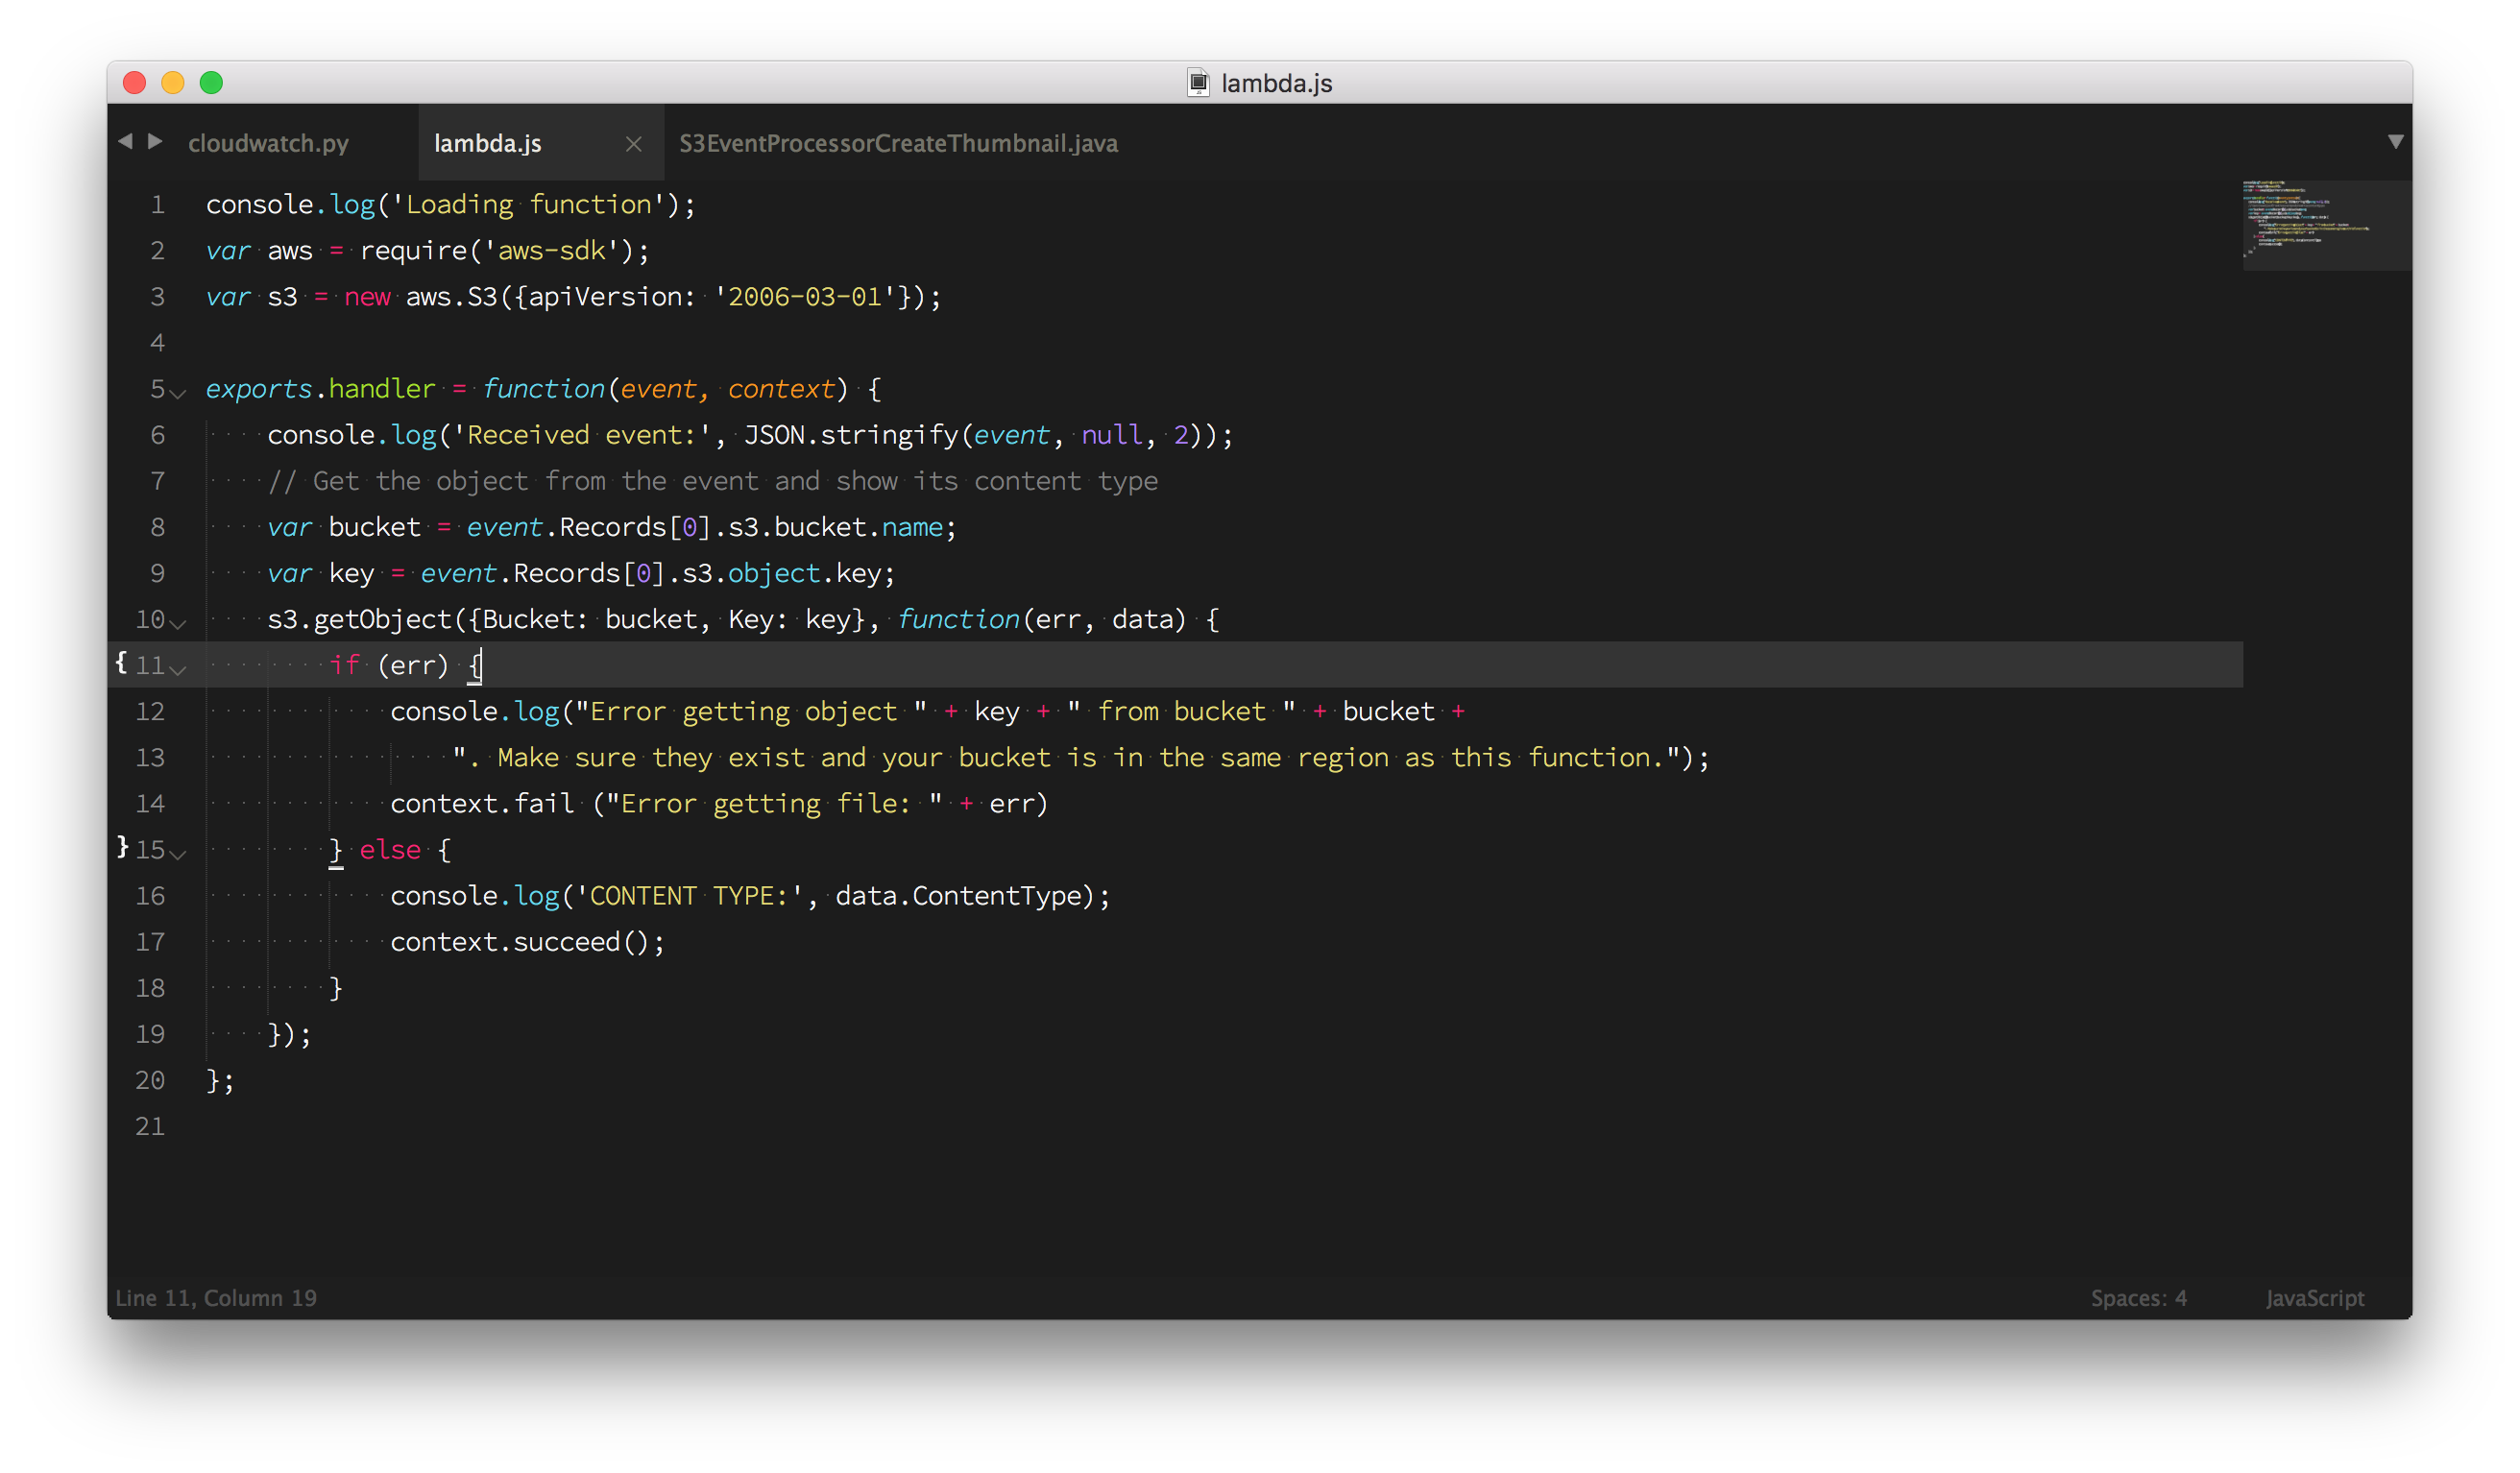 lambda.js
cloudwatch.py lambda.js S3EventProcessorCreateThumbnail.java
1 console.log('Loading function');
2 var aws = require('aws-sdk');
3 var s3 = new aws.S3({apiVersion: '2006-03-01'});
4
5 exports.handler = function(event, context) {
6     console.log('Received event:', JSON.stringify(event, null, 2));
7     // Get the object from the event and show its content type
8     var bucket = event.Records[0].s3.bucket.name;
9     var key = event.Records[0].s3.object.key;
10     s3.getObject({Bucket: bucket, Key: key}, function(err, data) {
{ 11         if (err) {
12             console.log("Error getting object " + key + " from bucket " + bucket +
13                 ". Make sure they exist and your bucket is in the same region as this function.");
14             context.fail ("Error getting file: " + err)
} 15         } else {
16             console.log('CONTENT TYPE:', data.ContentType);
17             context.succeed();
18         }
19     });
20 };
21
Line 11, Column 19 Spaces: 4 JavaScript